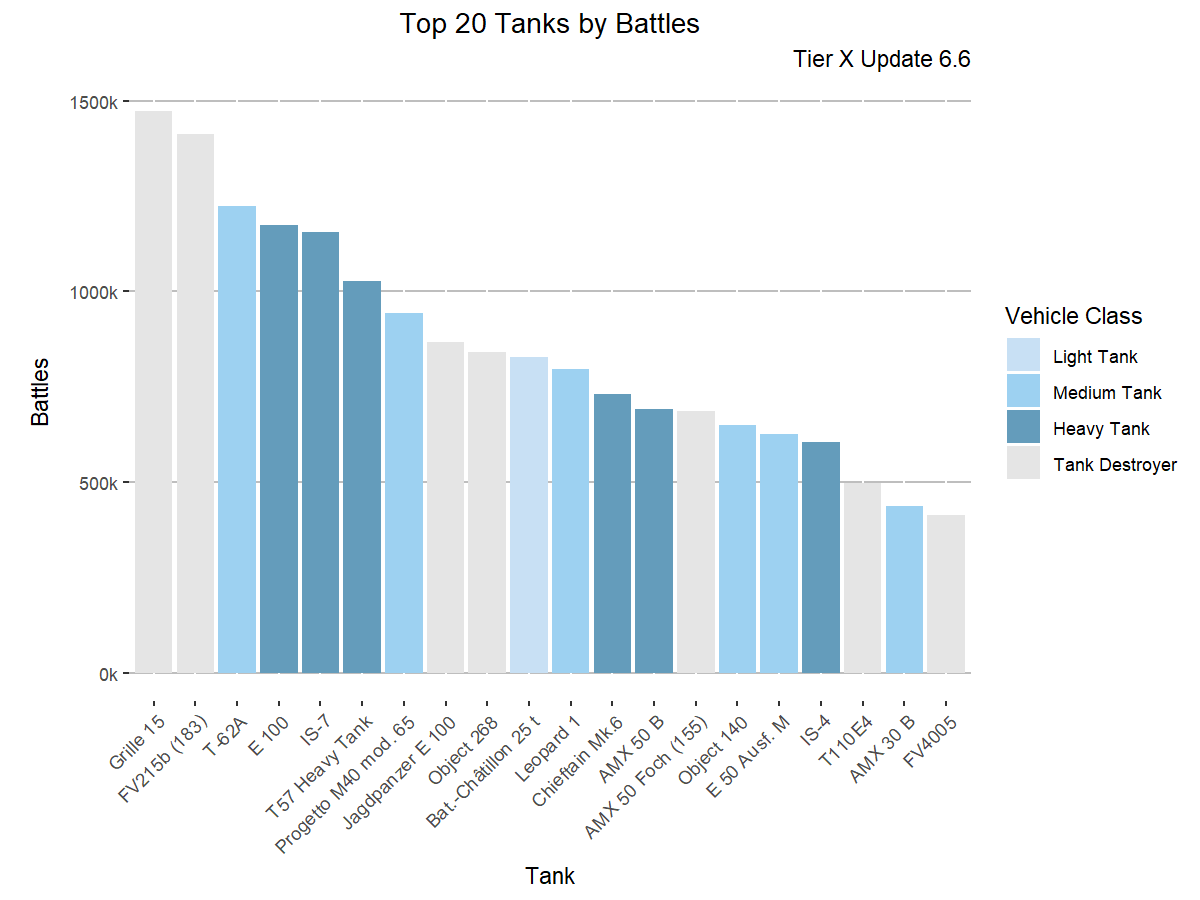 Top 20 Tanks by Battles
Tier X Update 6.6
1500k
1000k
500k
0k
Battles
Grille 15
FV215b (183)
T-62A
E 100
IS-7
T57 Heavy Tank
Progetto M40 mod. 65
Jagdpanzer E 100
Object 268
Bat.-Châtillon 25 t
Leopard 1
Chieftain Mk.6
AMX 50 B
AMX 50 Foch (155)
Object 140
E 50 Ausf. M
IS-4
T110E4
AMX 30 B
FV4005
Tank
Vehicle Class
Light Tank
Medium Tank
Heavy Tank
Tank Destroyer